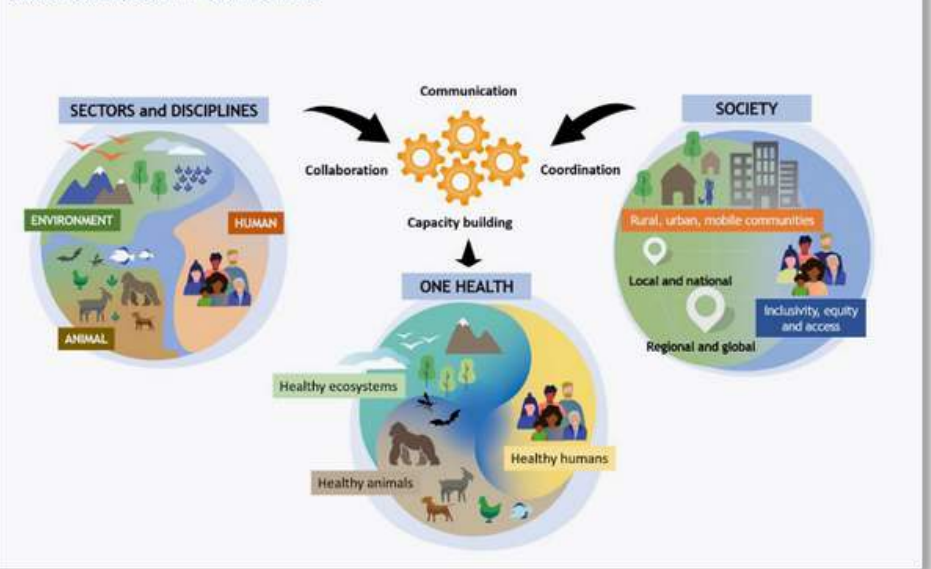 SECTORS and DISCIPLINES
ENVIRONMENT
HUMAN
ANIMAL
Communication
Collaboration
Coordination
Capacity building
SOCIETY
Rural, urban, mobile communities
Local and national
Inclusivity, equity
and access
Regional and global
ONE HEALTH
Healthy ecosystems
Healthy humans
Healthy animals